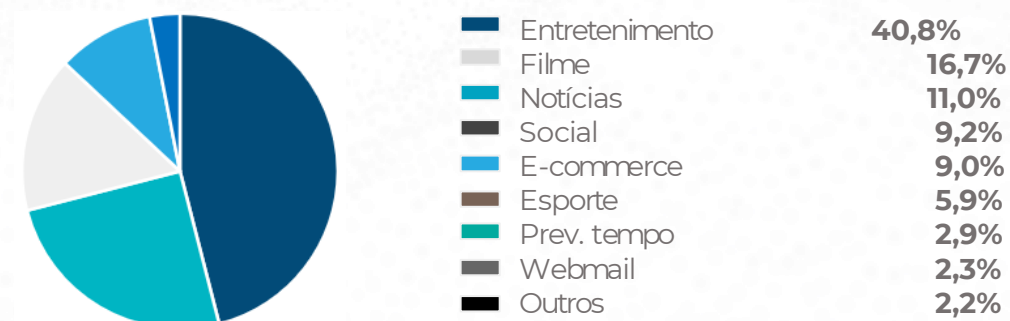 Entretenimento 40,8%
Filme 16,7%
Notícias 11,0%
Social 9,2%
E-commerce 9,0%
Esporte 5,9%
Prev. tempo 2,9%
Webmail 2,3%
Outros 2,2%